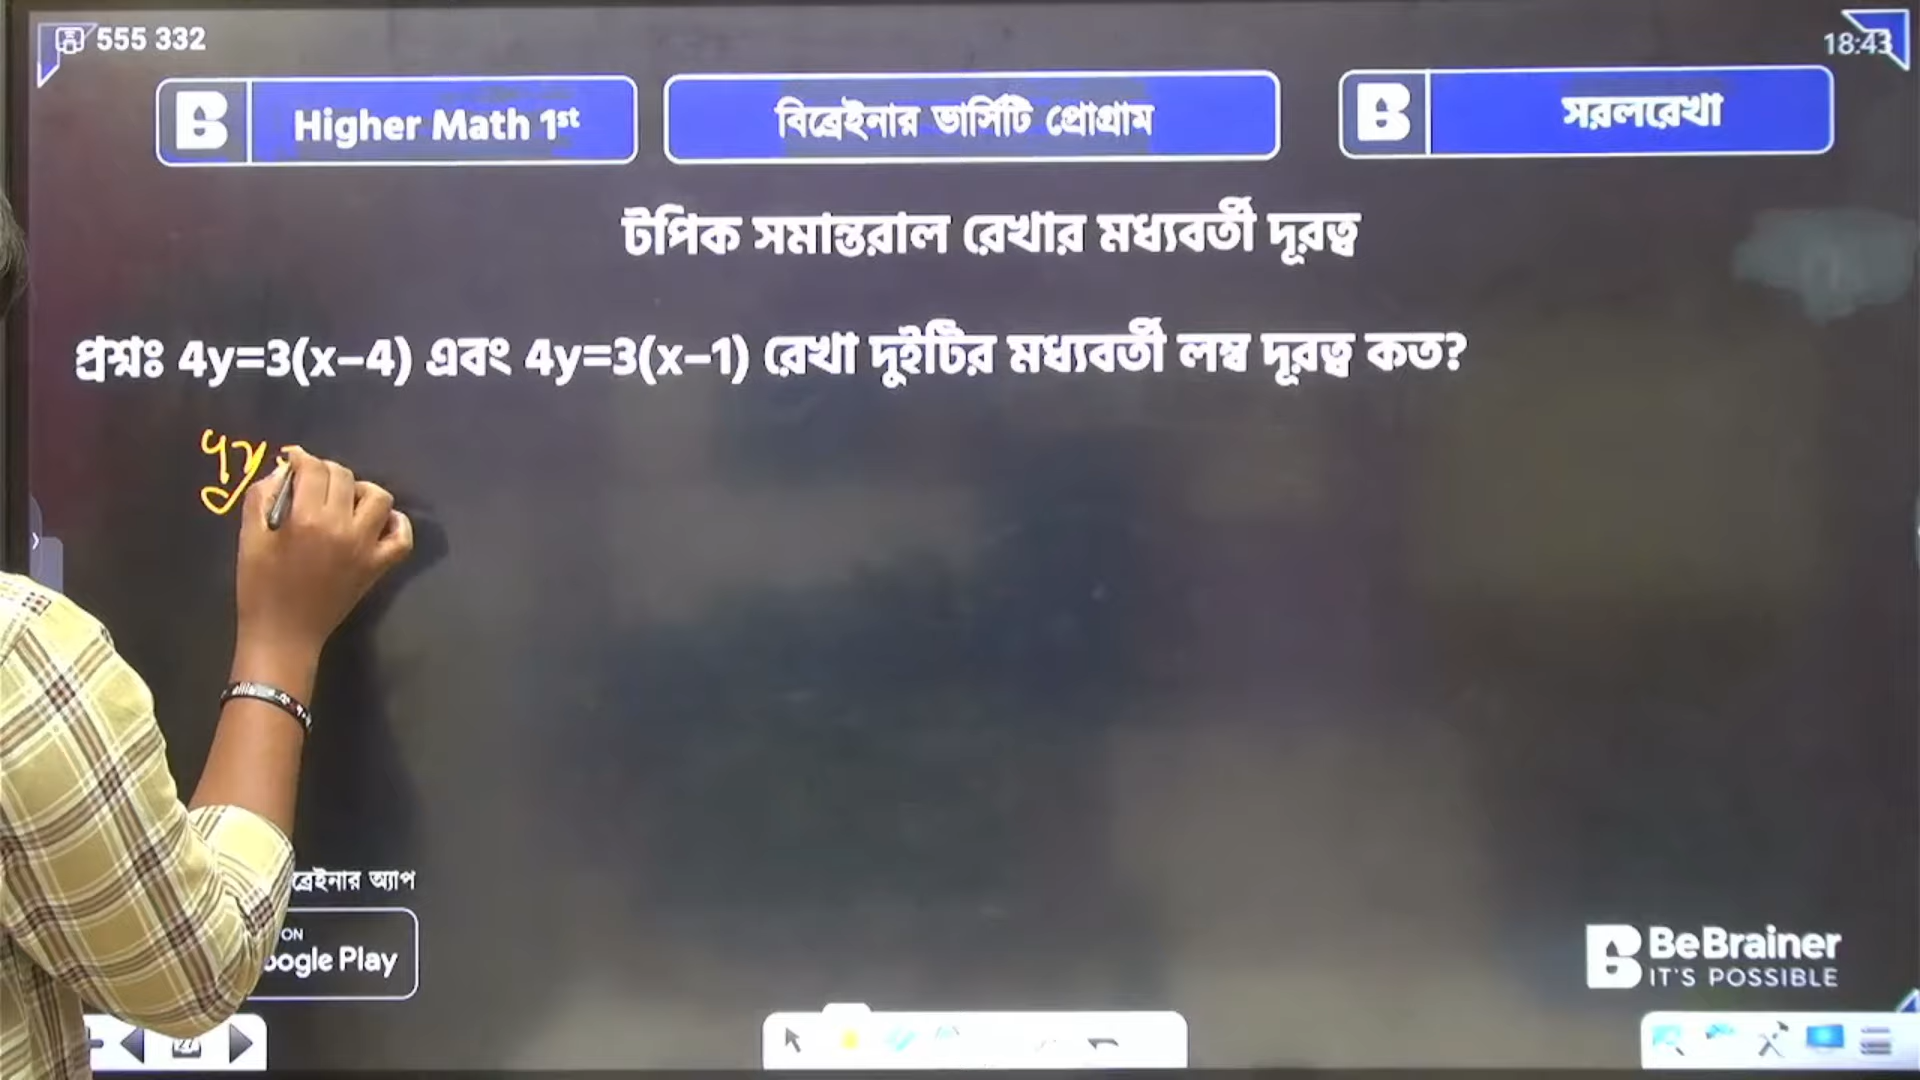 555 332
18:43
Higher Math 1st
বিব্রেইনার ভার্সিটি প্রোগ্রাম
সরলরেখা
টপিক সমান্তরাল রেখার মধ্যবর্তী দূরত্ব
প্রশ্নঃ 4y=3(x–4) এবং 4y=3(x–1) রেখা দুইটির মধ্যবর্তী লম্ব দূরত্ব কত?
4y=
ব্রেইনার অ্যাপ
ON
oogle Play
BeBrainer
IT'S POSSIBLE